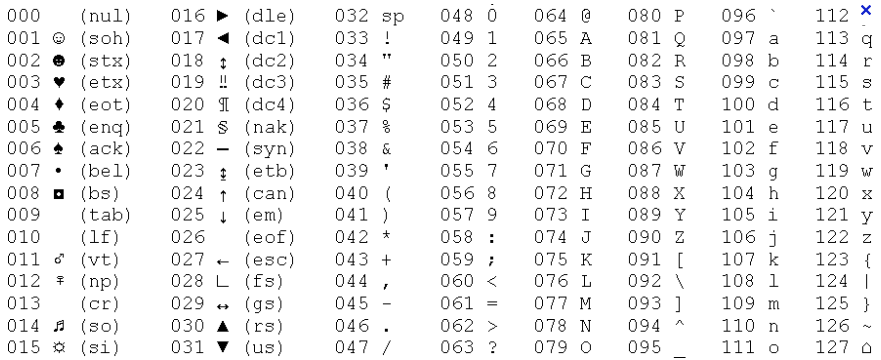 000 (nul) 016 ► (dle) 032 sp 048 0 064 @ 080 P 096 ` 112
001 ☺ (soh) 017 ◄ (dc1) 033 ! 049 1 065 A 081 Q 097 a 113 q
002 ☻ (stx) 018 ↕ (dc2) 034 " 050 2 066 B 082 R 098 b 114 r
003 ♥ (etx) 019 ‼ (dc3) 035 # 051 3 067 C 083 S 099 c 115 s
004 ♦ (eot) 020 ¶ (dc4) 036 $ 052 4 068 D 084 T 100 d 116 t
005 ♣ (enq) 021 § (nak) 037 % 053 5 069 E 085 U 101 e 117 u
006 ♠ (ack) 022 ▬ (syn) 038 & 054 6 070 F 086 V 102 f 118 v
007 • (bel) 023 ↨ (etb) 039 ' 055 7 071 G 087 W 103 g 119 w
008 ◘ (bs) 024 ↑ (can) 040 ( 056 8 072 H 088 X 104 h 120 x
009 (tab) 025 ↓ (em) 041 ) 057 9 073 I 089 Y 105 i 121 y
010 (lf) 026 (eof) 042 * 058 : 074 J 090 Z 106 j 122 z
011 ♂ (vt) 027 ← (esc) 043 + 059 ; 075 K 091 [ 107 k 123 {
012 ♀ (np) 028 ∟ (fs) 044 , 060 < 076 L 092 \ 108 l 124 |
013 (cr) 029 ↔ (gs) 045 - 061 = 077 M 093 ] 109 m 125 }
014 ♬ (so) 030 ▲ (rs) 046 . 062 > 078 N 094 ^ 110 n 126 ~
015 ☼ (si) 031 ▼ (us) 047 / 063 ? 079 O 095 _ 111 o 127 ⌂